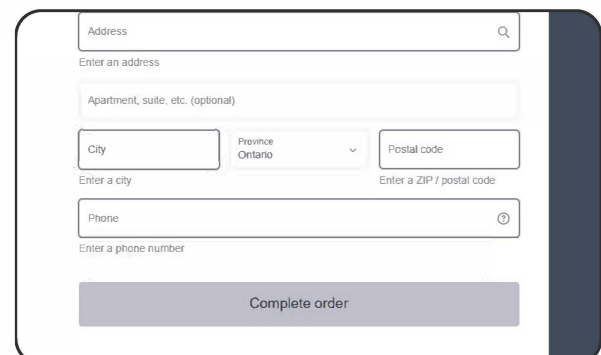 Address
Enter an address
Apartment, suite, etc. (optional)
City
Province
Ontario
Postal code
Enter a city
Enter a ZIP / postal code
Phone
Enter a phone number
Complete order